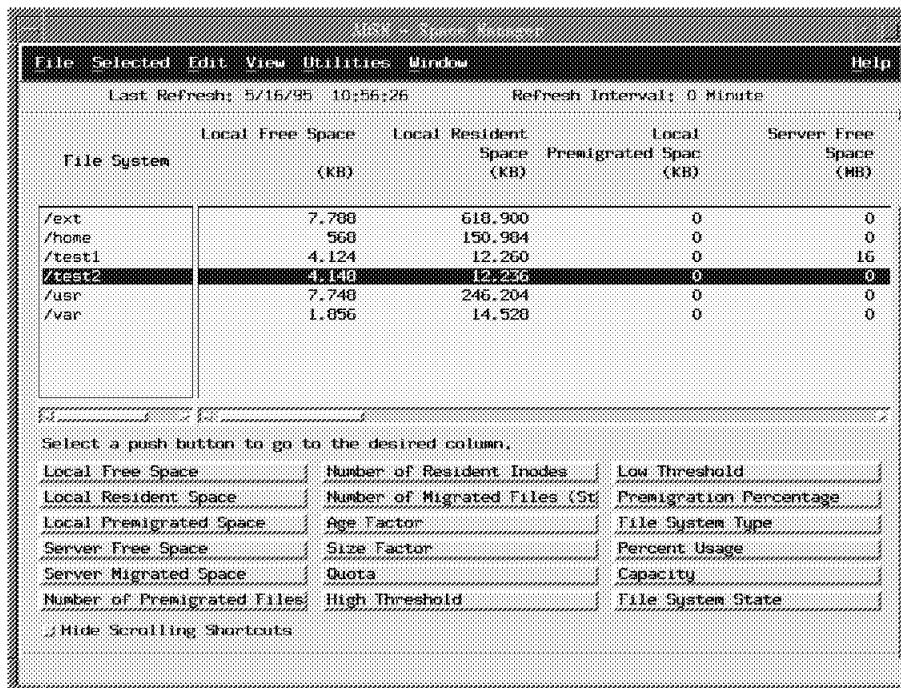 ADSM - Space Manager
File Selected Edit View Utilities Window Help
Last Refresh: 5/16/95 10:56:26 Refresh Interval: 0 Minute
File System
Local Free Space (KB)
Local Resident Space (KB)
Local Premigrated Spac (KB)
Server Free Space (MB)
/ext 7.788 618.900 0 0
/home 568 150.984 0 0
/test1 4.124 12.260 0 16
/test2 4.148 12.236 0 0
/usr 7.748 246.204 0 0
/var 1.856 14.528 0 0
Select a push button to go to the desired column.
Local Free Space Number of Resident Inodes Low Threshold
Local Resident Space Number of Migrated Files (St Premigration Percentage
Local Premigrated Space Age Factor File System Type
Server Free Space Size Factor Percent Usage
Server Migrated Space Quota Capacity
Number of Premigrated Files High Threshold File System State
Hide Scrolling Shortcuts